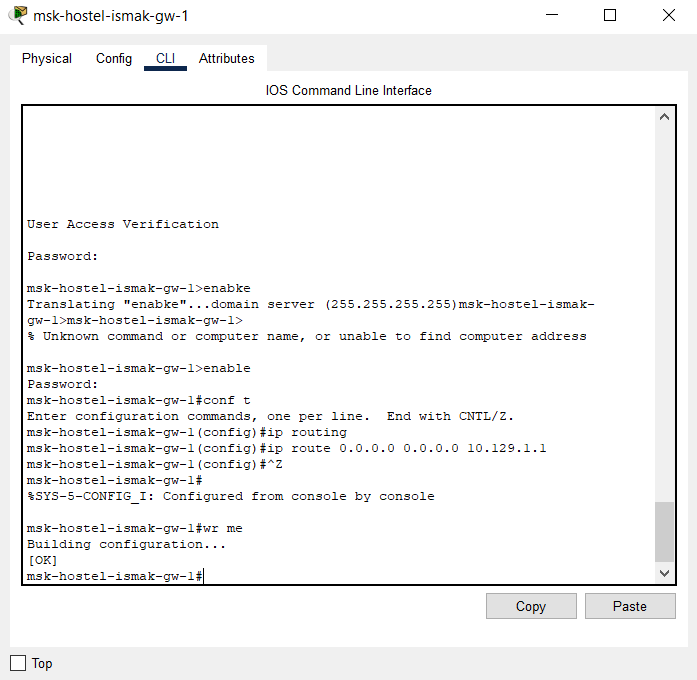 msk-hostel-ismak-gw-1
Physical Config CLI Attributes
IOS Command Line Interface
User Access Verification
Password:
msk-hostel-ismak-gw-1>enabke
Translating "enabke"...domain server (255.255.255.255)msk-hostel-ismak-
gw-1>msk-hostel-ismak-gw-1>
% Unknown command or computer name, or unable to find computer address
msk-hostel-ismak-gw-1>enable
Password:
msk-hostel-ismak-gw-1#conf t
Enter configuration commands, one per line.  End with CNTL/Z.
msk-hostel-ismak-gw-1(config)#ip routing
msk-hostel-ismak-gw-1(config)#ip route 0.0.0.0 0.0.0.0 10.129.1.1
msk-hostel-ismak-gw-1(config)#^Z
msk-hostel-ismak-gw-1#
%SYS-5-CONFIG_I: Configured from console by console
msk-hostel-ismak-gw-1#wr me
Building configuration...
[OK]
msk-hostel-ismak-gw-1#
Copy Paste
Top